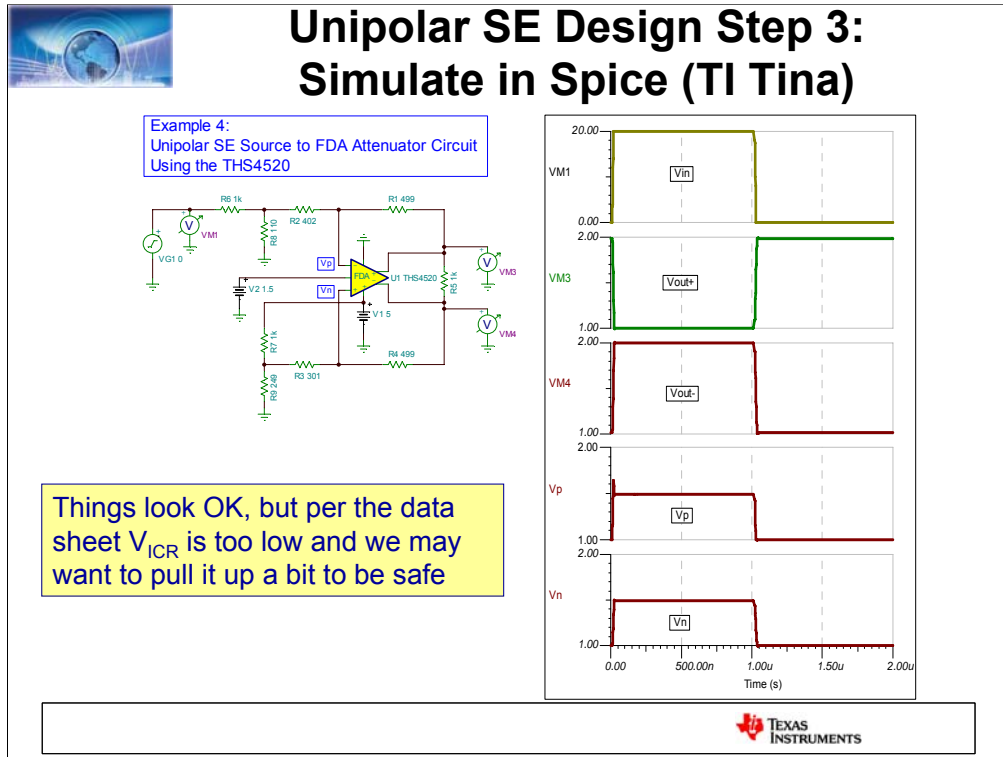 Unipolar SE Design Step 3:
Simulate in Spice (TI Tina)
Example 4:
Unipolar SE Source to FDA Attenuator Circuit
Using the THS4520
R6 1k
R2 402
R1 499
R8 110
VM1
VG1 0
Vp
FDA
U1 THS4520
R5 1k
VM3
Vn
V2 1.5
V1 5
VM4
R7 1k
R4 499
R3 301
R9 249
Things look OK, but per the data
sheet VICR is too low and we may
want to pull it up a bit to be safe
20.00
VM1
Vin
0.00
2.00
VM3
Vout+
1.00
2.00
VM4
Vout-
1.00
2.00
Vp
Vp
1.00
2.00
Vn
Vn
1.00
0.00 500.00n 1.00u 1.50u 2.00u
Time (s)
TEXAS
INSTRUMENTS